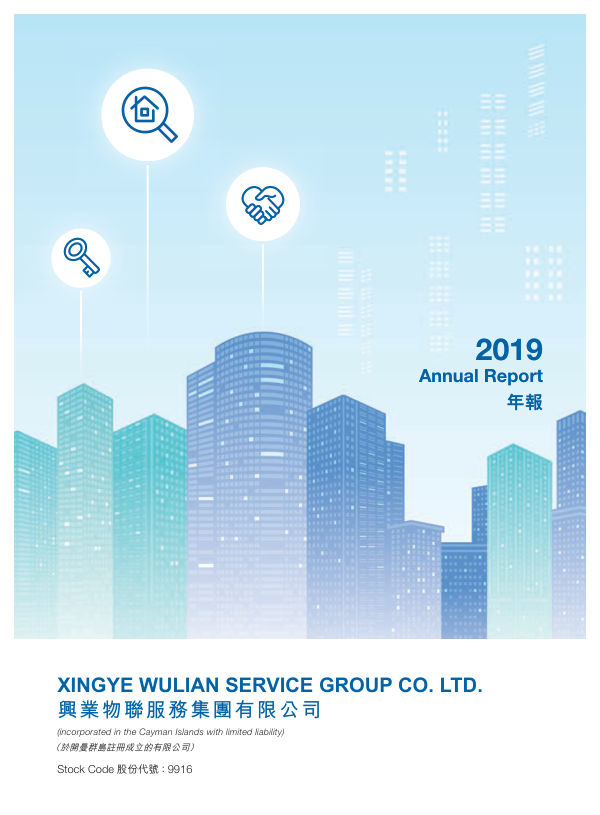 2019
Annual Report
年報
XINGYE WULIAN SERVICE GROUP CO. LTD.
興業物聯服務集團有限公司
(incorporated in the Cayman Islands with limited liability)
（於開曼群島註冊成立的有限公司）
Stock Code 股份代號：9916